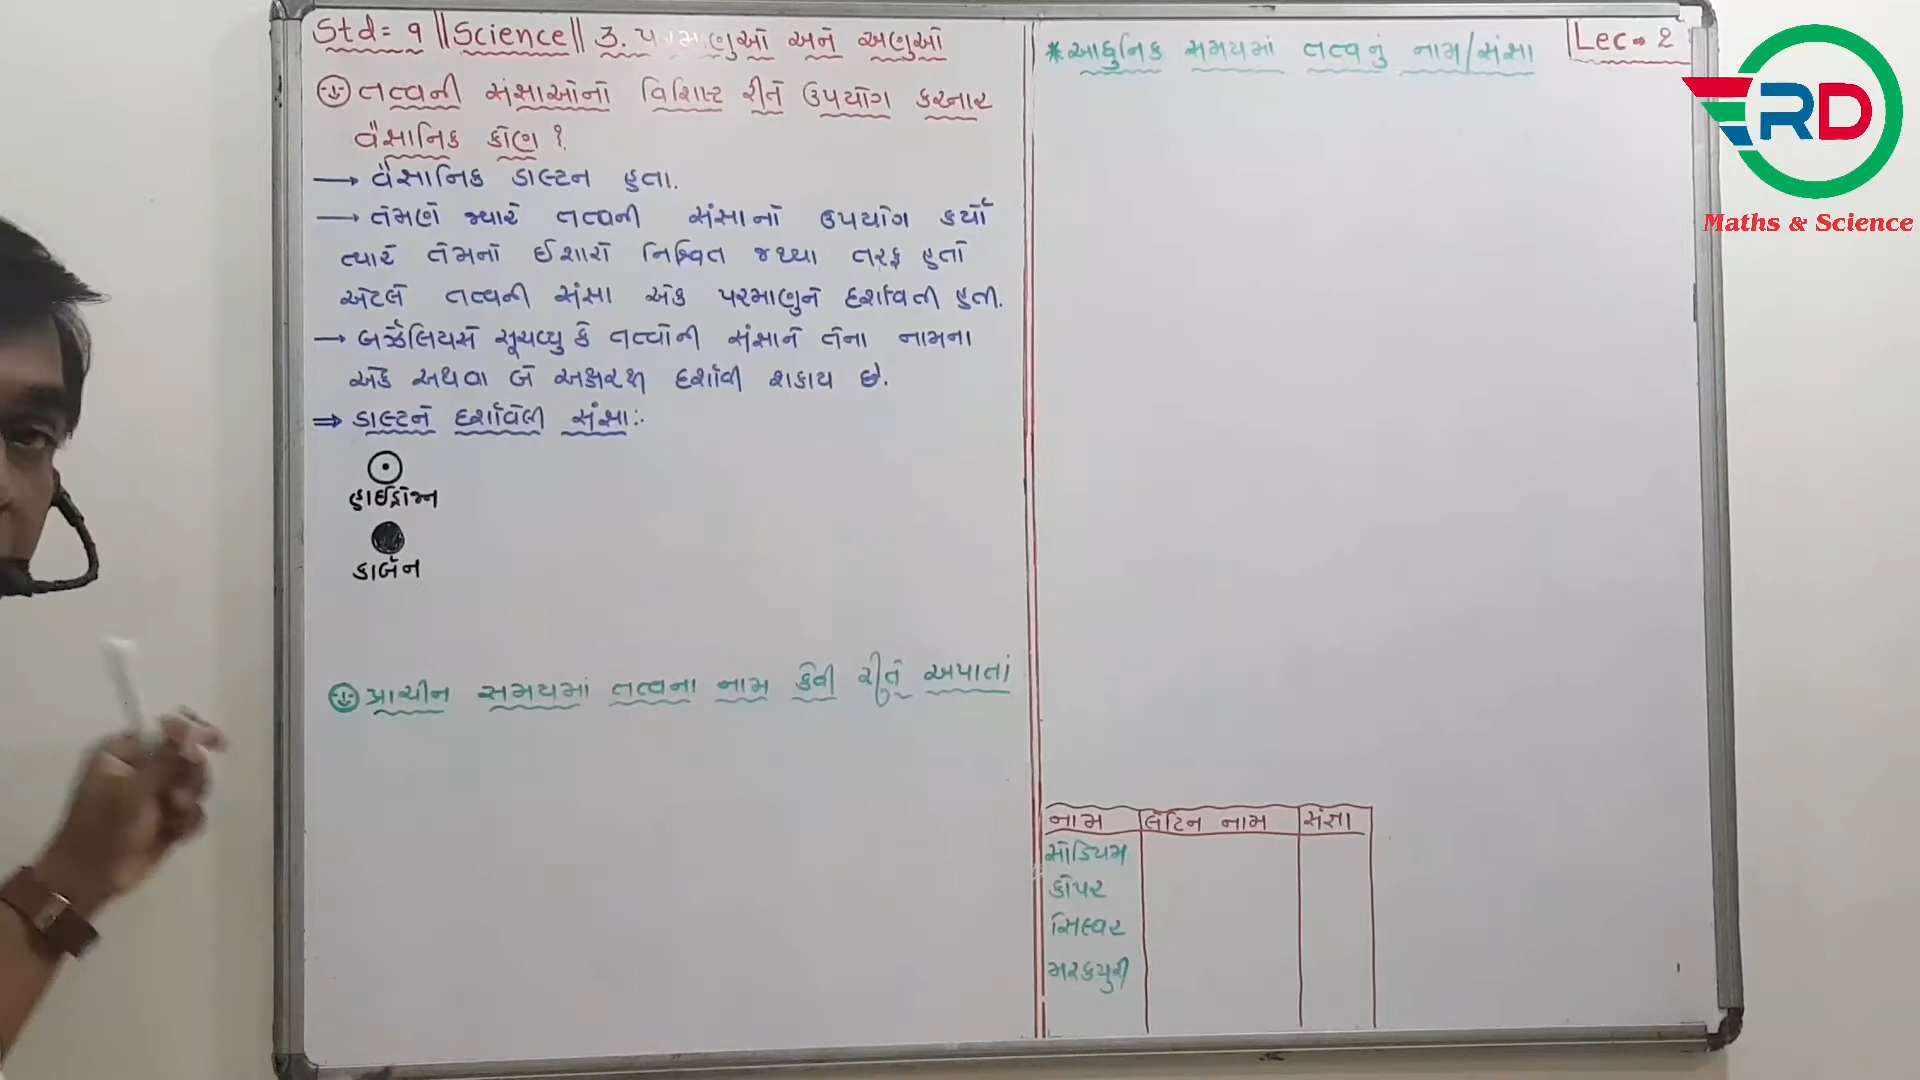 Std= 9 || Science || 3. પરમાણુઓ અને અણુઓ
તત્વની સંજ્ઞાઓનો વિશિષ્ટ રીતે ઉપયોગ કરનાર
વૈજ્ઞાનિક કોણ ?
→ વૈજ્ઞાનિક ડાલ્ટન હતા.
→ તેમણે જ્યારે તત્વની સંજ્ઞાનો ઉપયોગ કર્યો
ત્યારે તેમનો ઈશારો નિશ્ચિત જથ્થા તરફ હતો
એટલે તત્વની સંજ્ઞા એક પરમાણુને દર્શાવતી હતી.
→ બર્ઝેલિયસે સૂચવ્યુ કે તત્વોની સંજ્ઞાને તેના નામના
એક અથવા બે અક્ષરથી દર્શાવી શકાય છે.
⇒ ડાલ્ટને દર્શાવેલી સંજ્ઞા:-
હાઈડ્રોજન
કાર્બન
પ્રાચીન સમયમાં તત્વના નામ કેવી રીતે અપાતાં
* આધુનિક સમયમાં તત્વનું નામ/સંજ્ઞા
Lec → 2
RD
Maths & Science
નામ લેટિન નામ સંજ્ઞા
સોડિયમ
કોપર
સિલ્વર
મરક્યુરી